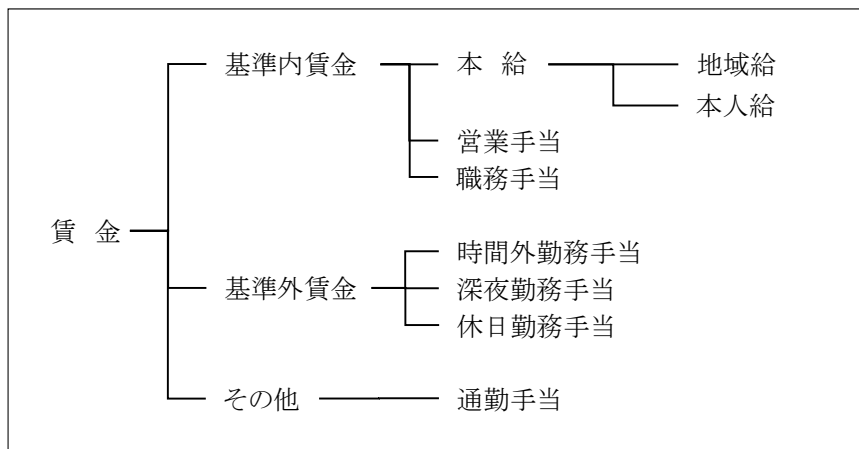 基準内賃金 本 給 地域給
本人給
営業手当
職務手当
賃 金
時間外勤務手当
基準外賃金 深夜勤務手当
休日勤務手当
その他 通勤手当